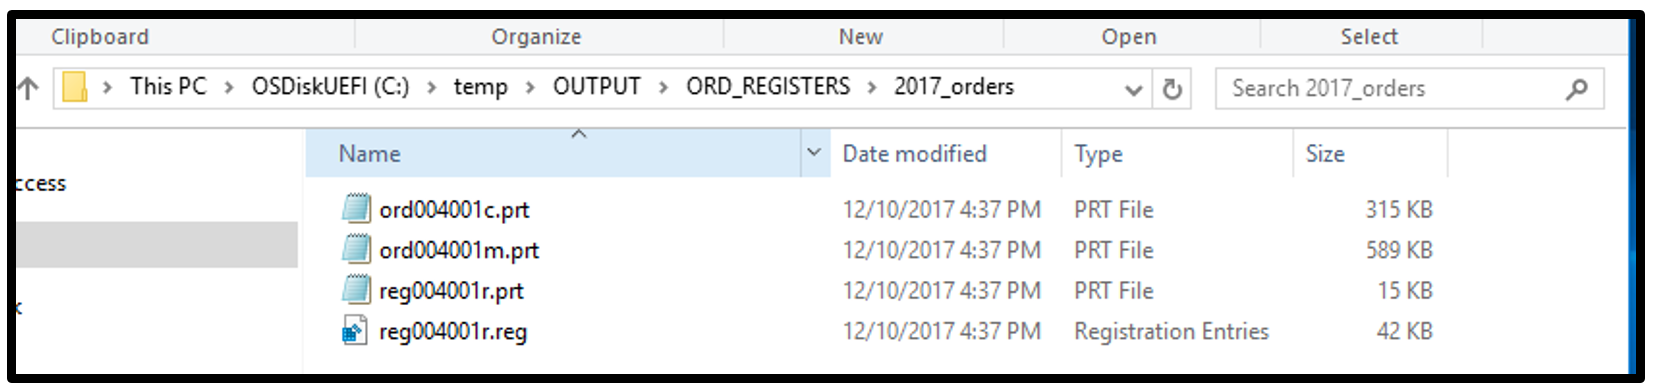 Clipboard Organize New Open Select
This PC OSDiskUEFI (C:) temp OUTPUT ORD_REGISTERS 2017_orders Search 2017_orders
Name Date modified Type Size
ccess
ord004001c.prt 12/10/2017 4:37 PM PRT File 315 KB
ord004001m.prt 12/10/2017 4:37 PM PRT File 589 KB
reg004001r.prt 12/10/2017 4:37 PM PRT File 15 KB
reg004001r.reg 12/10/2017 4:37 PM Registration Entries 42 KB